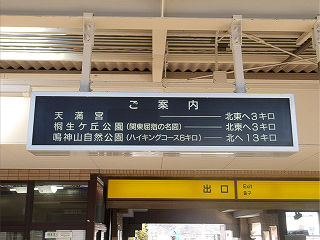 ご案内
天満宮 ―― 北東へ3キロ
桐生ケ丘公園 (関東屈指の名園) ―― 北東へ3キロ
鳴神山自然公園 (ハイキングコース6キロ) ―― 北へ13キロ
出口 Exit